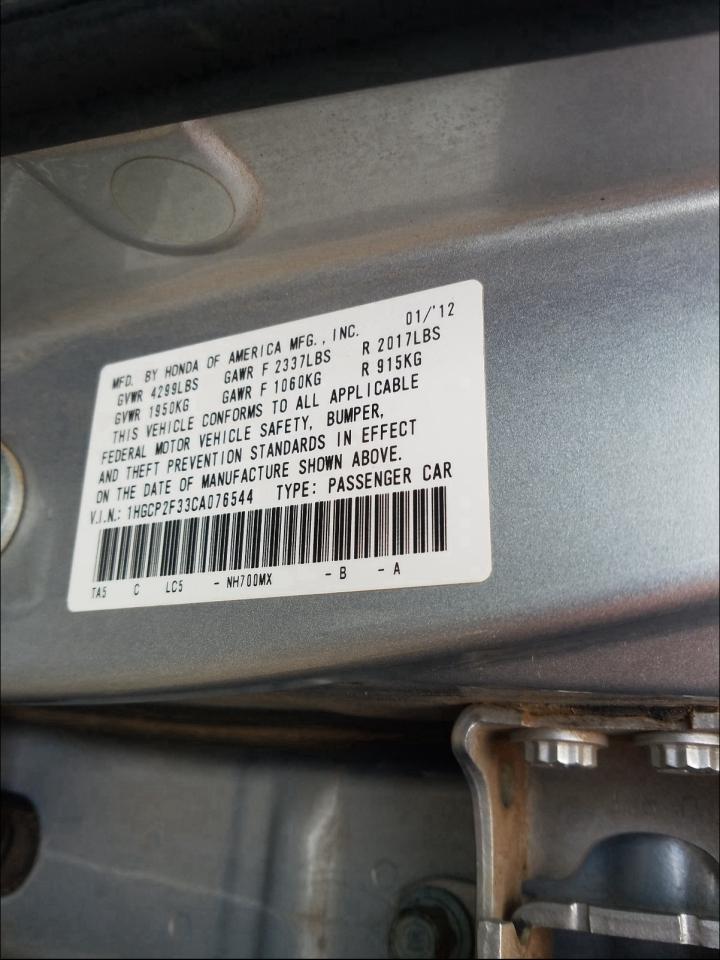 01/'12
MFD. BY HONDA OF AMERICA MFG., INC.
GVWR 4299LBS GAWR F 2337LBS R 2017LBS
GVWR 1950KG GAWR F 1060KG R 915KG
THIS VEHICLE CONFORMS TO ALL APPLICABLE
FEDERAL MOTOR VEHICLE SAFETY, BUMPER,
AND THEFT PREVENTION STANDARDS IN EFFECT
ON THE DATE OF MANUFACTURE SHOWN ABOVE.
V.I.N.: 1HGCP2F33CA076544 TYPE: PASSENGER CAR
TA5 C LC5 - NH700MX - B - A